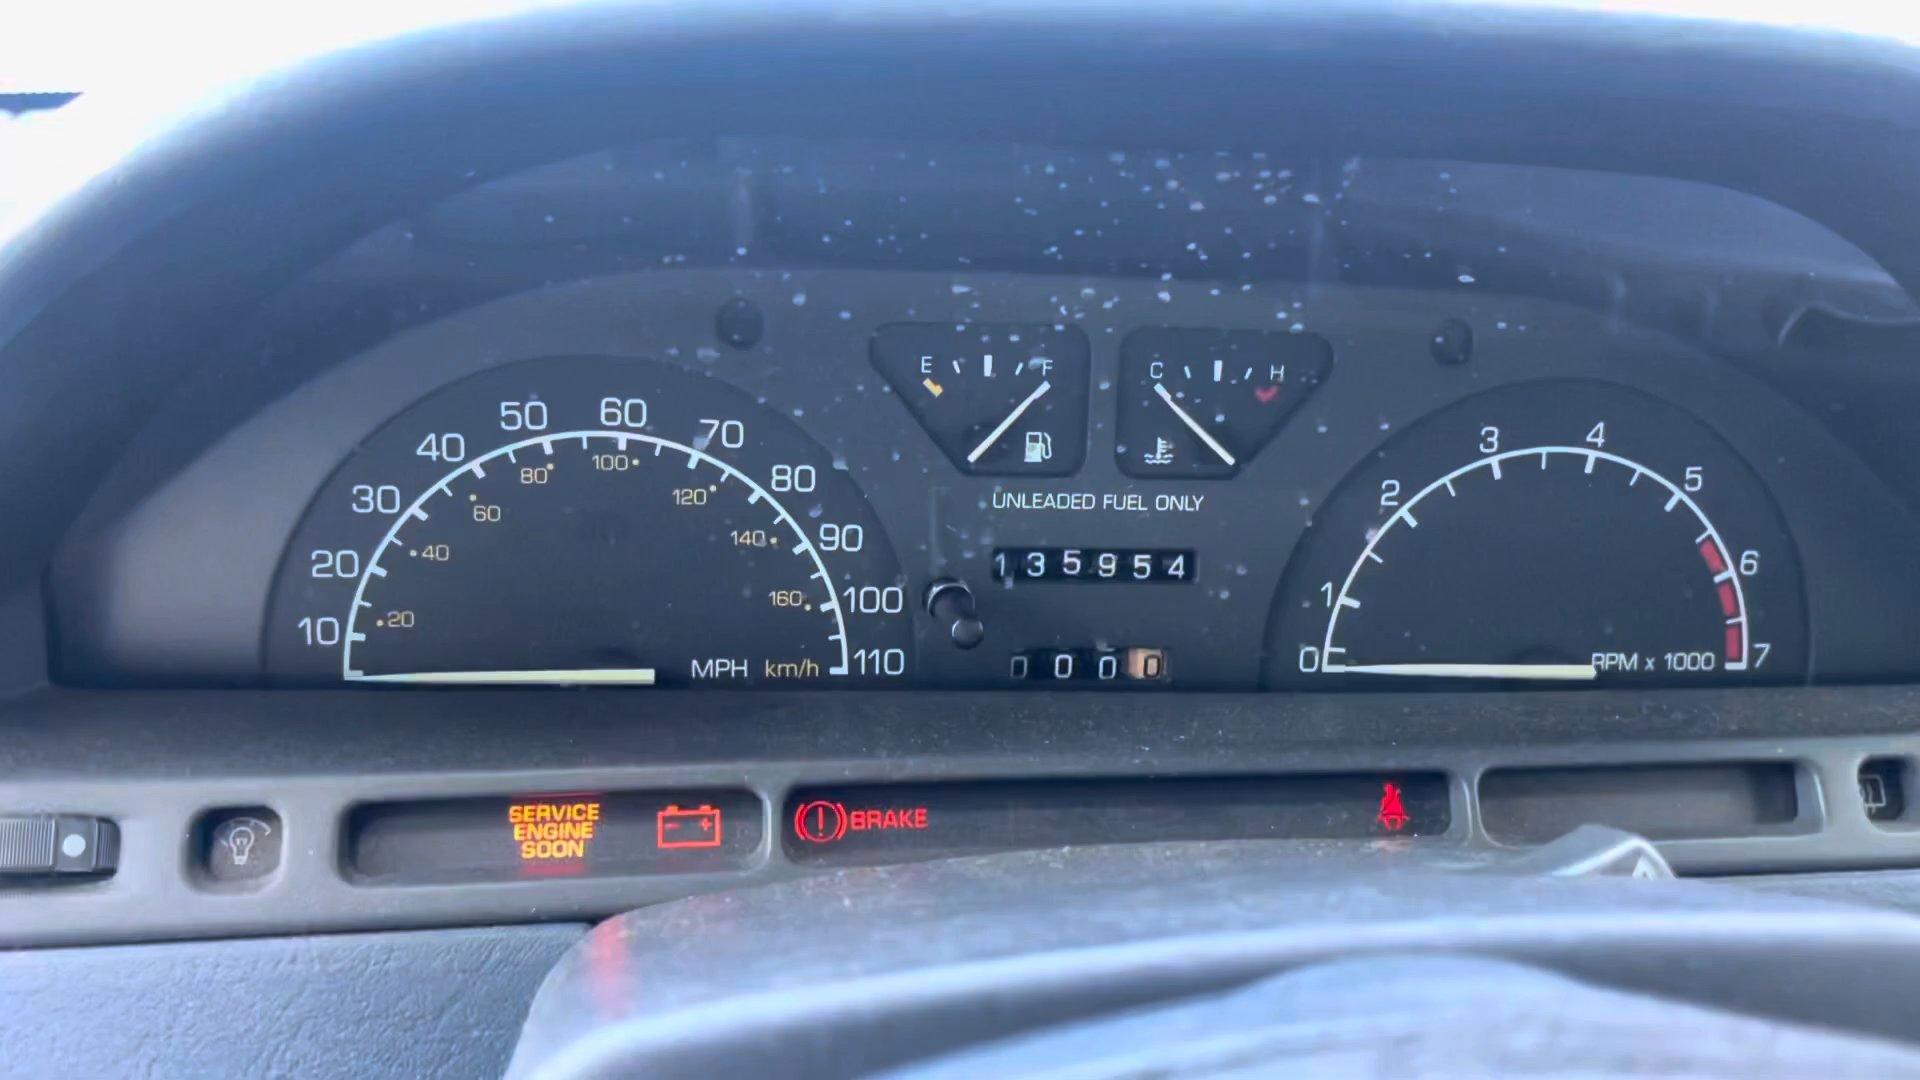 E F
C H
UNLEADED FUEL ONLY
135954
0000
10 20 30 40 50 60 70 80 90 100 110
20 40 60 80 100 120 140 160
MPH km/h
0 1 2 3 4 5 6 7
RPM x 1000
SERVICE
ENGINE
SOON
BRAKE